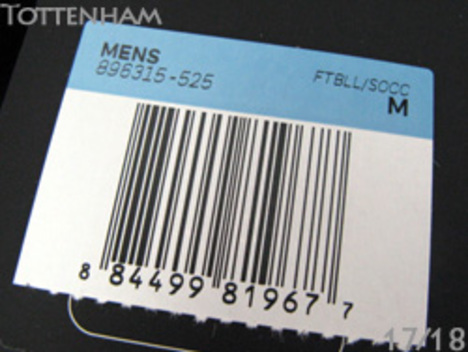 TOTTENHAM
MENS
896315-525
FTBLL/SOCC
M
8 84499 81967 7
17/18